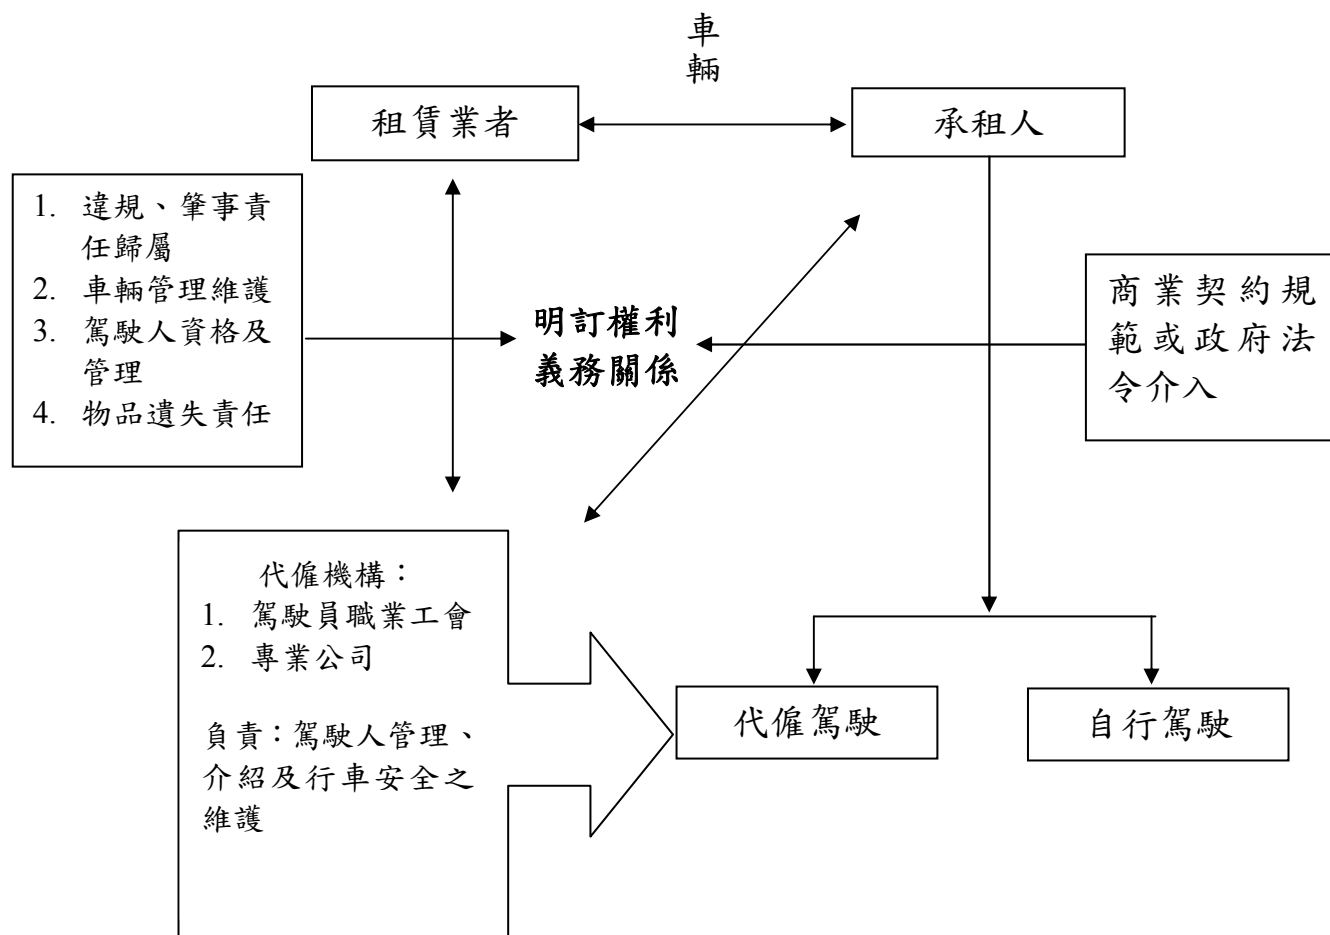 車
輛
租賃業者
承租人
1. 違規、肇事責
任歸屬
2. 車輛管理維護
3. 駕駛人資格及
管理
4. 物品遺失責任
明訂權利
義務關係
商業契約規
範或政府法
令介入
代僱機構：
1. 駕駛員職業工會
2. 專業公司
負責：駕駛人管理、
介紹及行車安全之
維護
代僱駕駛
自行駕駛